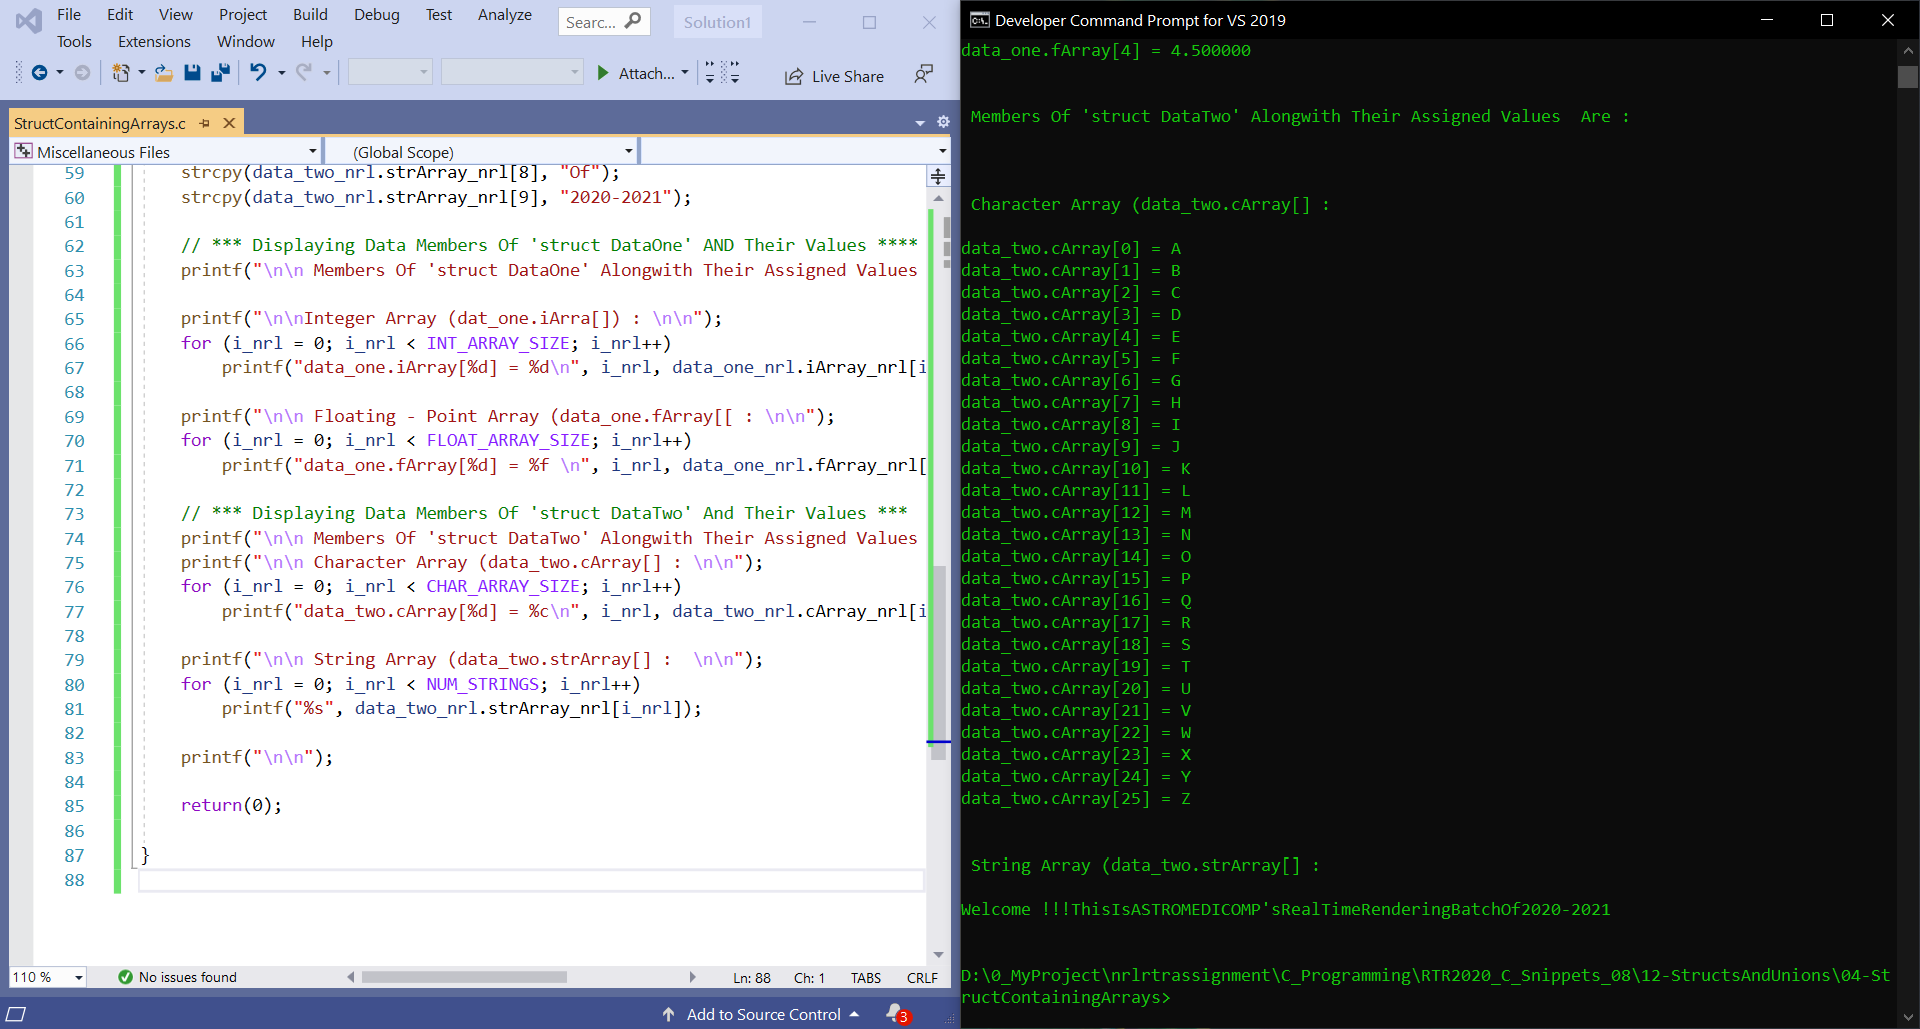 File Edit View Project Build Debug Test Analyze
Tools Extensions Window Help
Searc...
Solution1
Attach...
Live Share
StructContainingArrays.c
Miscellaneous Files
(Global Scope)
59 strcpy(data_two_nrl.strArray_nrl[8], "Of");
60 strcpy(data_two_nrl.strArray_nrl[9], "2020-2021");
61
62 // *** Displaying Data Members Of 'struct DataOne' AND Their Values ****
63 printf("\n\n Members Of 'struct DataOne' Alongwith Their Assigned Values
64
65 printf("\n\nInteger Array (dat_one.iArra[]) : \n\n");
66 for (i_nrl = 0; i_nrl < INT_ARRAY_SIZE; i_nrl++)
67 printf("data_one.iArray[%d] = %d\n", i_nrl, data_one_nrl.iArray_nrl[i
68
69 printf("\n\n Floating - Point Array (data_one.fArray[[ : \n\n");
70 for (i_nrl = 0; i_nrl < FLOAT_ARRAY_SIZE; i_nrl++)
71 printf("data_one.fArray[%d] = %f \n", i_nrl, data_one_nrl.fArray_nrl[
72
73 // *** Displaying Data Members Of 'struct DataTwo' And Their Values ***
74 printf("\n\n Members Of 'struct DataTwo' Alongwith Their Assigned Values
75 printf("\n\n Character Array (data_two.cArray[] : \n\n");
76 for (i_nrl = 0; i_nrl < CHAR_ARRAY_SIZE; i_nrl++)
77 printf("data_two.cArray[%d] = %c\n", i_nrl, data_two_nrl.cArray_nrl[i
78
79 printf("\n\n String Array (data_two.strArray[] :  \n\n");
80 for (i_nrl = 0; i_nrl < NUM_STRINGS; i_nrl++)
81 printf("%s", data_two_nrl.strArray_nrl[i_nrl]);
82
83 printf("\n\n");
84
85 return(0);
86
87 }
88
110 % No issues found Ln: 88 Ch: 1 TABS CRLF
Add to Source Control 3
Developer Command Prompt for VS 2019
data_one.fArray[4] = 4.500000
Members Of 'struct DataTwo' Alongwith Their Assigned Values  Are :
Character Array (data_two.cArray[] :
data_two.cArray[0] = A
data_two.cArray[1] = B
data_two.cArray[2] = C
data_two.cArray[3] = D
data_two.cArray[4] = E
data_two.cArray[5] = F
data_two.cArray[6] = G
data_two.cArray[7] = H
data_two.cArray[8] = I
data_two.cArray[9] = J
data_two.cArray[10] = K
data_two.cArray[11] = L
data_two.cArray[12] = M
data_two.cArray[13] = N
data_two.cArray[14] = O
data_two.cArray[15] = P
data_two.cArray[16] = Q
data_two.cArray[17] = R
data_two.cArray[18] = S
data_two.cArray[19] = T
data_two.cArray[20] = U
data_two.cArray[21] = V
data_two.cArray[22] = W
data_two.cArray[23] = X
data_two.cArray[24] = Y
data_two.cArray[25] = Z
String Array (data_two.strArray[] :
Welcome !!!ThisIsASTROMEDICOMP'sRealTimeRenderingBatchOf2020-2021
D:\0_MyProject\nrlrtrassignment\C_Programming\RTR2020_C_Snippets_08\12-StructsAndUnions\04-St
ructContainingArrays>